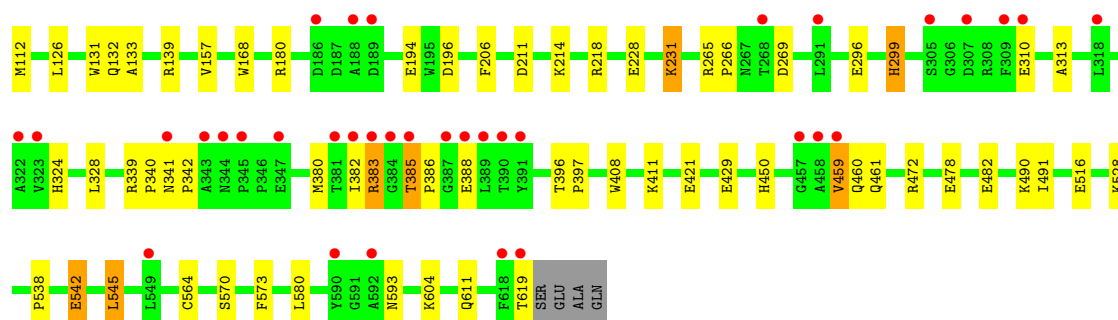 M112 L126 W131 Q132 A133 R139 V157 W168 R180 D186 D187 A188 D189 E194 W195 D196 F206 D211 K214 R218 E228 K231 R265 P266 N267 T268 D269 L291 E296 H299 S305 G306 D307 R308 F309 E310 A313 L318
A322 V323 H324 L328 R339 P340 N341 P342 A343 N344 P345 P346 E347 M380 T381 I382 R383 G384 T385 P386 G387 E388 L389 T390 Y391 T396 P397 W408 K411 E421 E429 H450 G457 A458 V459 Q460 Q461 R472 E478 E482 K490 I491 E516
P538 E542 L545 L549 C564 S570 F573 L580 Y590 G591 A592 N593 K604 Q611 F618 T619 SER GLU ALA GLN